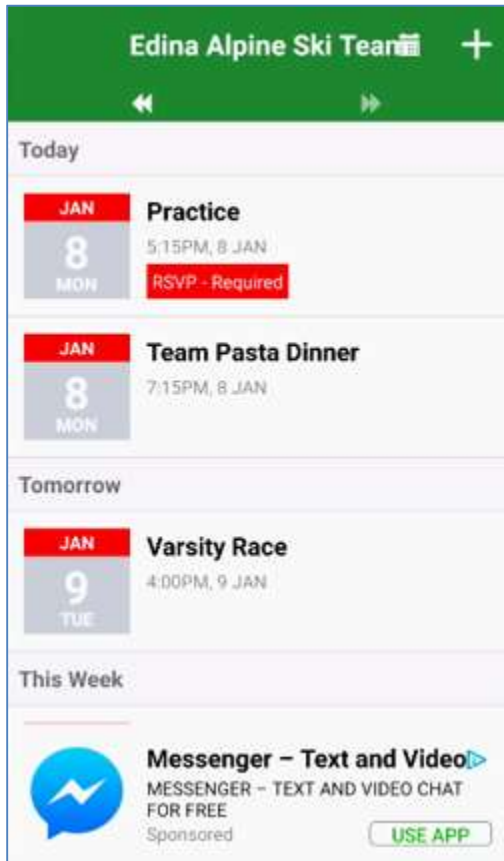 Edina Alpine Ski Team
Today
JAN
8
MON
Practice
5:15PM, 8 JAN
RSVP - Required
JAN
8
MON
Team Pasta Dinner
7:15PM, 8 JAN
Tomorrow
JAN
9
TUE
Varsity Race
4:00PM, 9 JAN
This Week
Messenger – Text and Video
MESSENGER – TEXT AND VIDEO CHAT
FOR FREE
Sponsored
USE APP